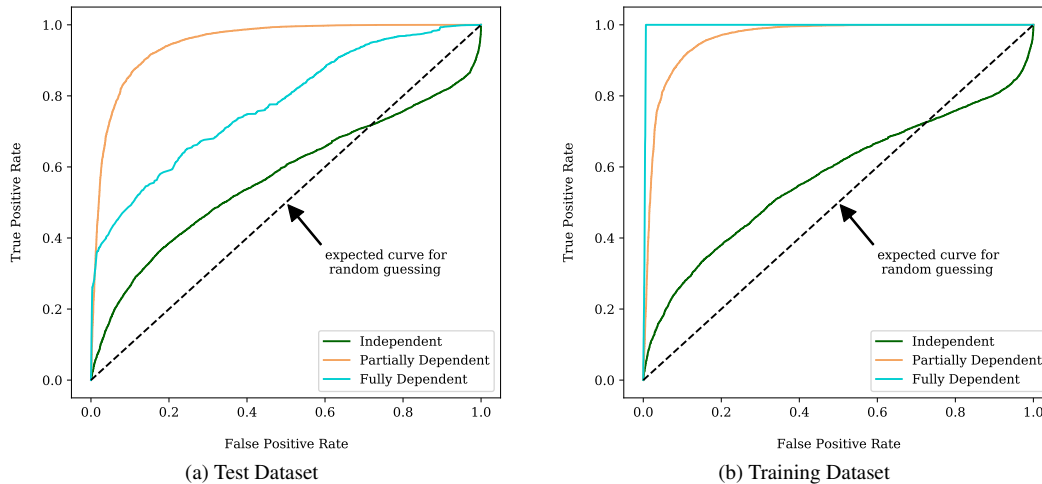 1.0
0.8
0.6
0.4
0.2
0.0
True Positive Rate
expected curve for
random guessing
Independent
Partially Dependent
Fully Dependent
0.0 0.2 0.4 0.6 0.8 1.0
False Positive Rate
(a) Test Dataset
1.0
0.8
0.6
0.4
0.2
0.0
True Positive Rate
expected curve for
random guessing
Independent
Partially Dependent
Fully Dependent
0.0 0.2 0.4 0.6 0.8 1.0
False Positive Rate
(b) Training Dataset